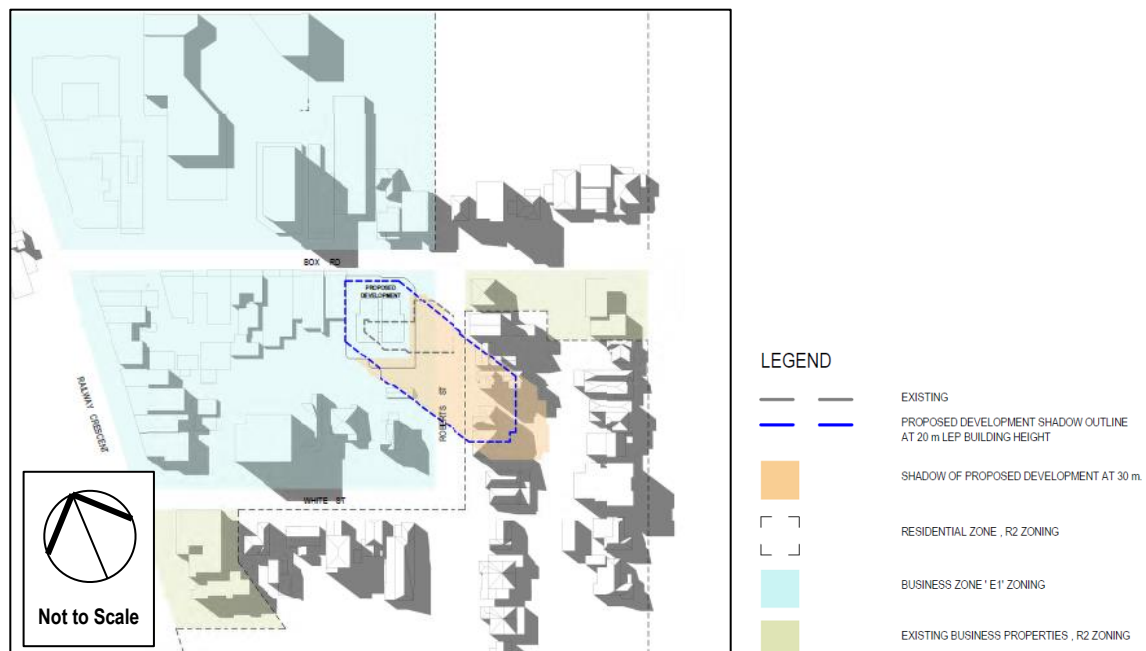 BOX RD
PROPOSED
DEVELOPMENT
RAILWAY CRESCENT
ROBERTS ST
WHITE ST
Not to Scale
LEGEND
EXISTING
PROPOSED DEVELOPMENT SHADOW OUTLINE
AT 20 m LEP BUILDING HEIGHT
SHADOW OF PROPOSED DEVELOPMENT AT 30 m.
RESIDENTIAL ZONE , R2 ZONING
BUSINESS ZONE ' E1' ZONING
EXISTING BUSINESS PROPERTIES , R2 ZONING